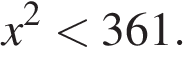 x² < 361.